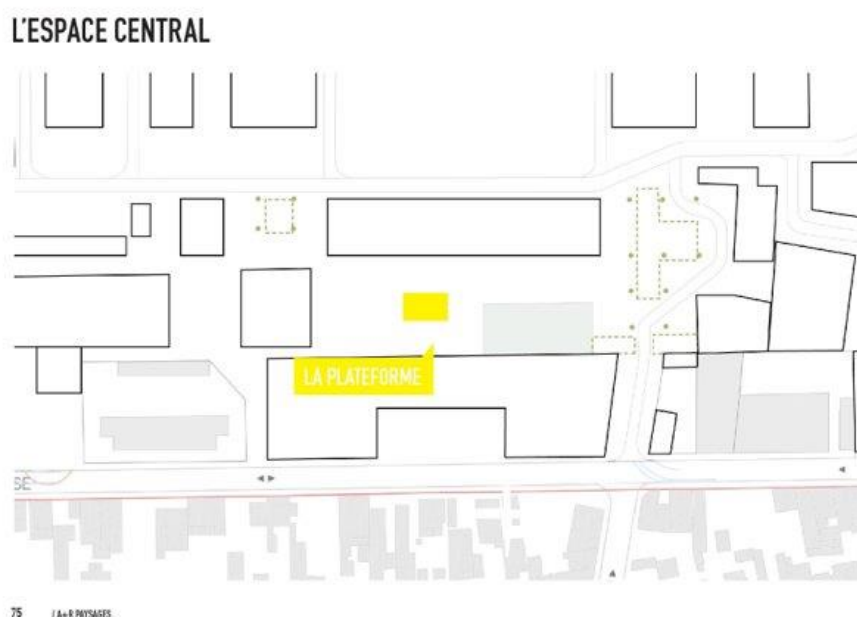 L'ESPACE CENTRAL
LA PLATEFORME
SE
75 / A+R PAYSAGES